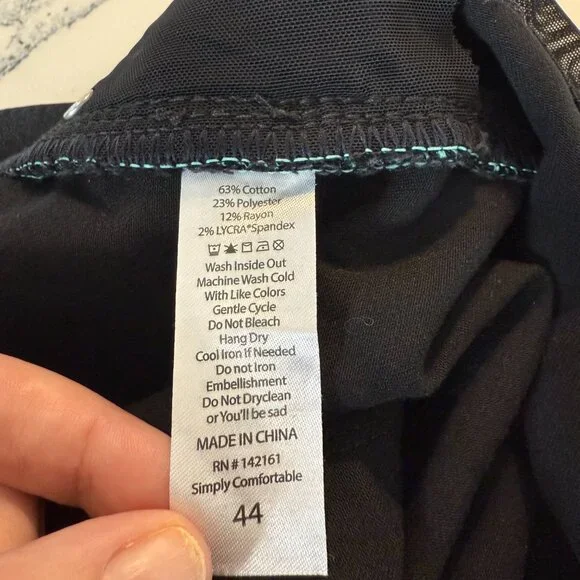 63% Cotton
23% Polyester
12% Rayon
2% LYCRA®Spandex
Wash Inside Out
Machine Wash Cold
With Like Colors
Gentle Cycle
Do Not Bleach
Hang Dry
Cool Iron If Needed
Do not Iron
Embellishment
Do Not Dryclean
or You'll be sad
MADE IN CHINA
RN # 142161
Simply Comfortable
44